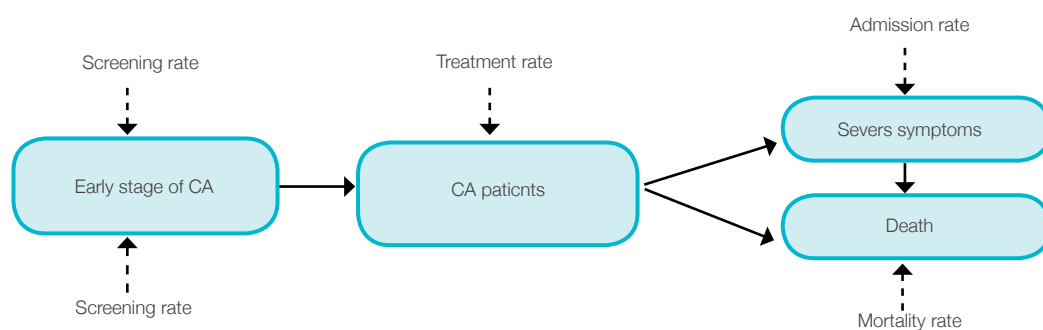 Admission rate
Screening rate
Treatment rate
Severs symptoms
Early stage of CA
CA paticnts
Death
Screening rate
Mortality rate